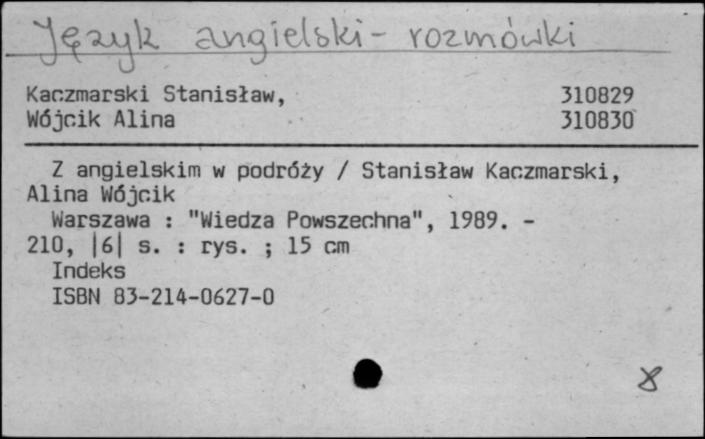 Język angielski - rozmówki
Kaczmarski Stanisław, 310829
Wójcik Alina 310830
Z angielskim w podróży / Stanisław Kaczmarski,
Alina Wójcik
Warszawa : "Wiedza Powszechna", 1989. -
210, |6| s. : rys. ; 15 cm
Indeks
ISBN 83-214-0627-0